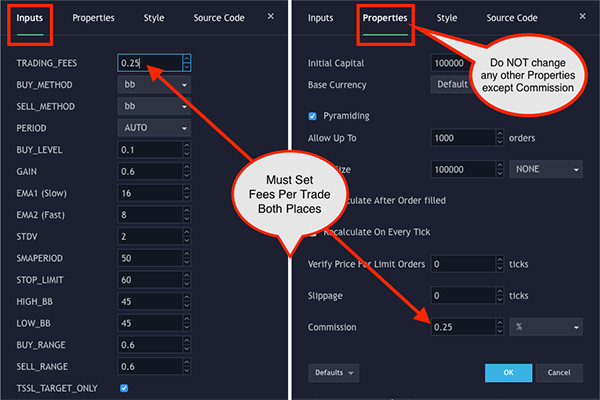 Inputs Properties Style Source Code ×
TRADING_FEES 0.25
BUY_METHOD bb
SELL_METHOD bb
PERIOD AUTO
BUY_LEVEL 0.1
GAIN 0.6
EMA1 (Slow) 16
EMA2 (Fast) 8
STDV 2
SMAPERIOD 50
STOP_LIMIT 60
HIGH_BB 45
LOW_BB 45
BUY_RANGE 0.6
SELL_RANGE 0.6
TSSL_TARGET_ONLY
Must Set
Fees Per Trade
Both Places
Inputs Properties Style Source Code ×
Do NOT change
any other Properties
except Commission
Initial Capital 100000
Base Currency Default
Pyramiding
Allow Up To 1000 orders
Size 100000 NONE
After Order filled
Recalculate On Every Tick
Verify Price For Limit Orders 0 ticks
Slippage 0 ticks
Commission 0.25 %
Defaults OK Cancel